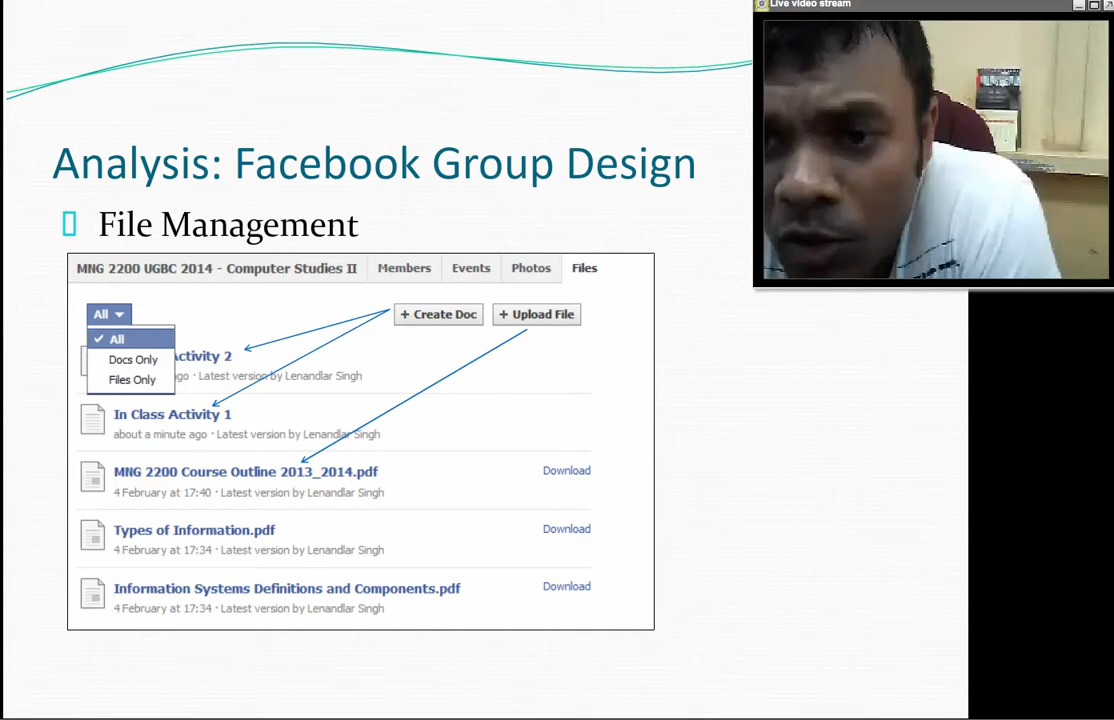 Live video stream
Analysis: Facebook Group Design
File Management
MNG 2200 UGBC 2014 - Computer Studies II Members Events Photos Files
All + Create Doc + Upload File
All
Docs Only
Files Only
Activity 2
ago · Latest version by Lenandlar Singh
In Class Activity 1
about a minute ago · Latest version by Lenandlar Singh
MNG 2200 Course Outline 2013_2014.pdf Download
4 February at 17:40 · Latest version by Lenandlar Singh
Types of Information.pdf Download
4 February at 17:34 · Latest version by Lenandlar Singh
Information Systems Definitions and Components.pdf Download
4 February at 17:34 · Latest version by Lenandlar Singh